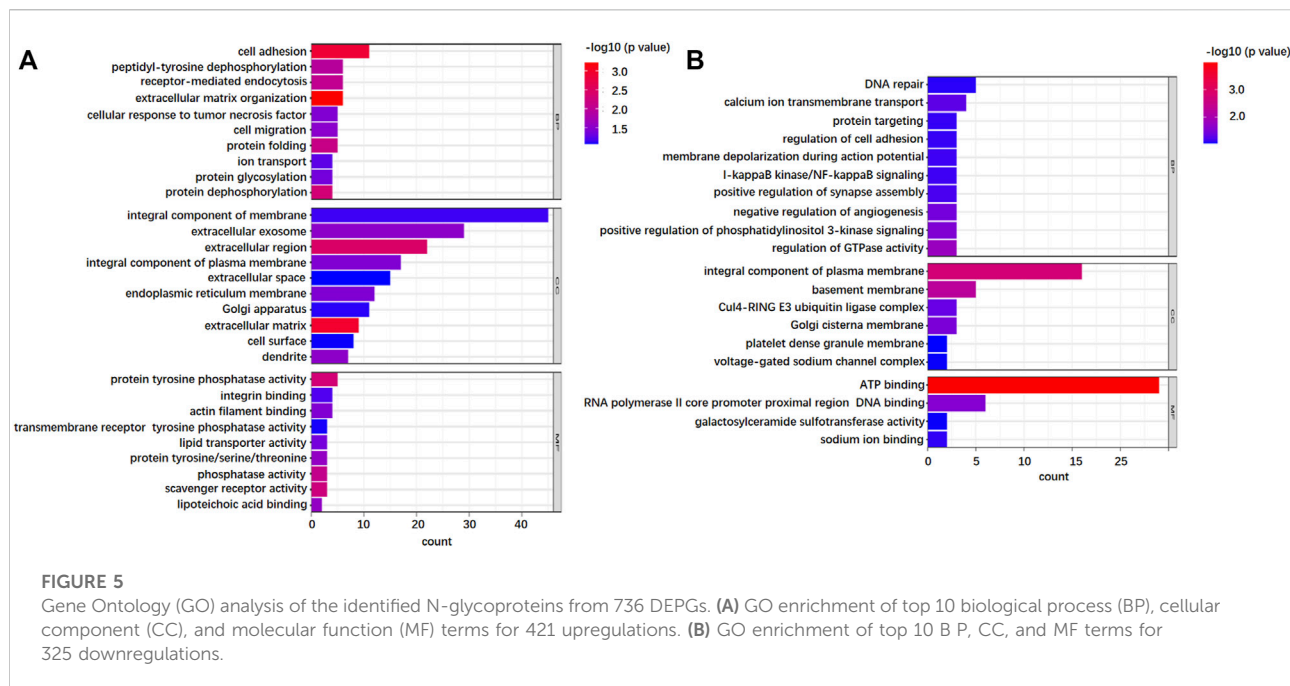 A
cell adhesion
peptidyl-tyrosine dephosphorylation
receptor-mediated endocytosis
extracellular matrix organization
cellular response to tumor necrosis factor
cell migration
protein folding
ion transport
protein glycosylation
protein dephosphorylation
BP
integral component of membrane
extracellular exosome
extracellular region
integral component of plasma membrane
extracellular space
endoplasmic reticulum membrane
Golgi apparatus
extracellular matrix
cell surface
dendrite
CC
protein tyrosine phosphatase activity
integrin binding
actin filament binding
transmembrane receptor tyrosine phosphatase activity
lipid transporter activity
protein tyrosine/serine/threonine
phosphatase activity
scavenger receptor activity
lipoteichoic acid binding
MF
0 10 20 30 40
count
-log10 (p value)
3.0
2.5
2.0
1.5
B
DNA repair
calcium ion transmembrane transport
protein targeting
regulation of cell adhesion
membrane depolarization during action potential
I-kappaB kinase/NF-kappaB signaling
positive regulation of synapse assembly
negative regulation of angiogenesis
positive regulation of phosphatidylinositol 3-kinase signaling
regulation of GTPase activity
BP
integral component of plasma membrane
basement membrane
Cul4-RING E3 ubiquitin ligase complex
Golgi cisterna membrane
platelet dense granule membrane
voltage-gated sodium channel complex
CC
ATP binding
RNA polymerase II core promoter proximal region DNA binding
galactosylceramide sulfotransferase activity
sodium ion binding
MF
0 5 15 25
count
-log10 (p value)
3.0
2.0
FIGURE 5
Gene Ontology (GO) analysis of the identified N-glycoproteins from 736 DEPGs. (A) GO enrichment of top 10 biological process (BP), cellular
component (CC), and molecular function (MF) terms for 421 upregulations. (B) GO enrichment of top 10 B P, CC, and MF terms for
325 downregulations.